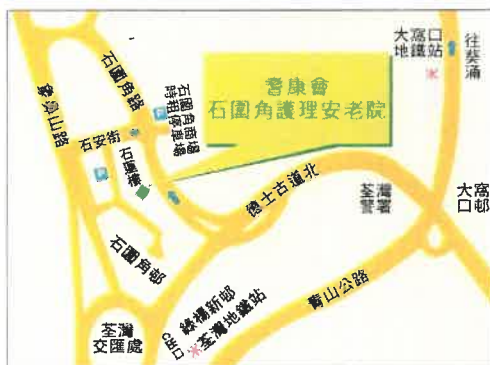 大窩口
地鐵站
往葵涌
耆康會
石圍角護理安老院
石圍角路
象鼻山路
石圍角商場
時租停車場
P
石安街
石蓮樓
P
德士古道北
荃灣
警署
大窩
口邨
石圍角邨
青山公路
綠楊新邨
C出口
荃灣地鐵站
荃灣
交匯處